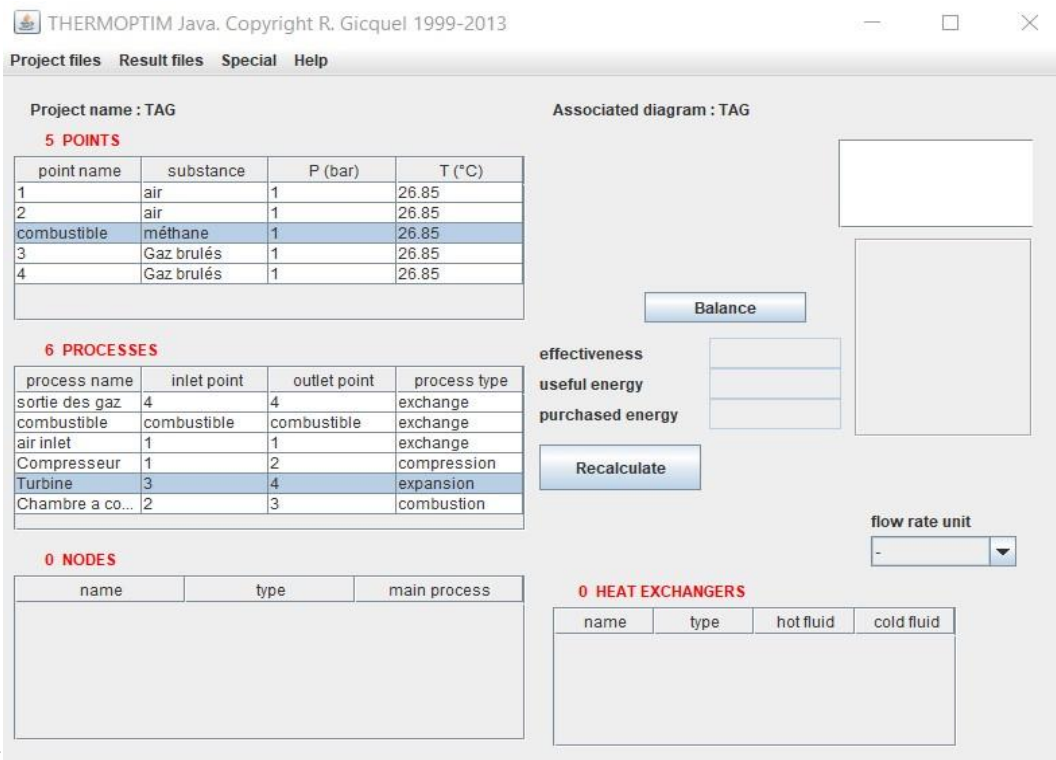 THERMOPTIM Java. Copyright R. Gicquel 1999-2013
Project files Result files Special Help
Project name : TAG
Associated diagram : TAG
5 POINTS
point name substance P (bar) T (°C)
1 air 1 26.85
2 air 1 26.85
combustible méthane 1 26.85
3 Gaz brulés 1 26.85
4 Gaz brulés 1 26.85
Balance
6 PROCESSES
process name inlet point outlet point process type
sortie des gaz 4 4 exchange
combustible combustible combustible exchange
air inlet 1 1 exchange
Compresseur 1 2 compression
Turbine 3 4 expansion
Chambre a co... 2 3 combustion
effectiveness
useful energy
purchased energy
Recalculate
flow rate unit
-
0 NODES
name type main process
0 HEAT EXCHANGERS
name type hot fluid cold fluid